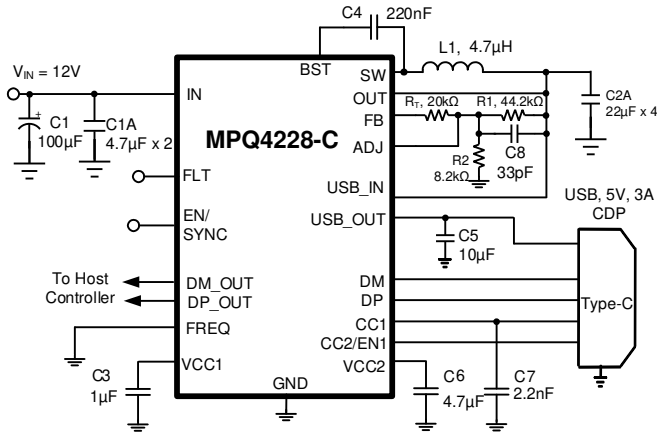 C4
220nF
L1, 4.7µH
BST
SW
VIN = 12V
IN
OUT
RT, 20kΩ
R1, 44.2kΩ
C2A
22µF x 4
C1
100µF
+
C1A
4.7µF x 2
FB
MPQ4228-C
ADJ
R2
8.2kΩ
C8
33pF
FLT
USB_IN
USB, 5V, 3A
CDP
EN/
SYNC
USB_OUT
C5
10µF
To Host
Controller
DM_OUT
DP_OUT
DM
DP
Type-C
FREQ
CC1
CC2/EN1
VCC1
VCC2
C3
1µF
GND
C6
4.7µF
C7
2.2nF